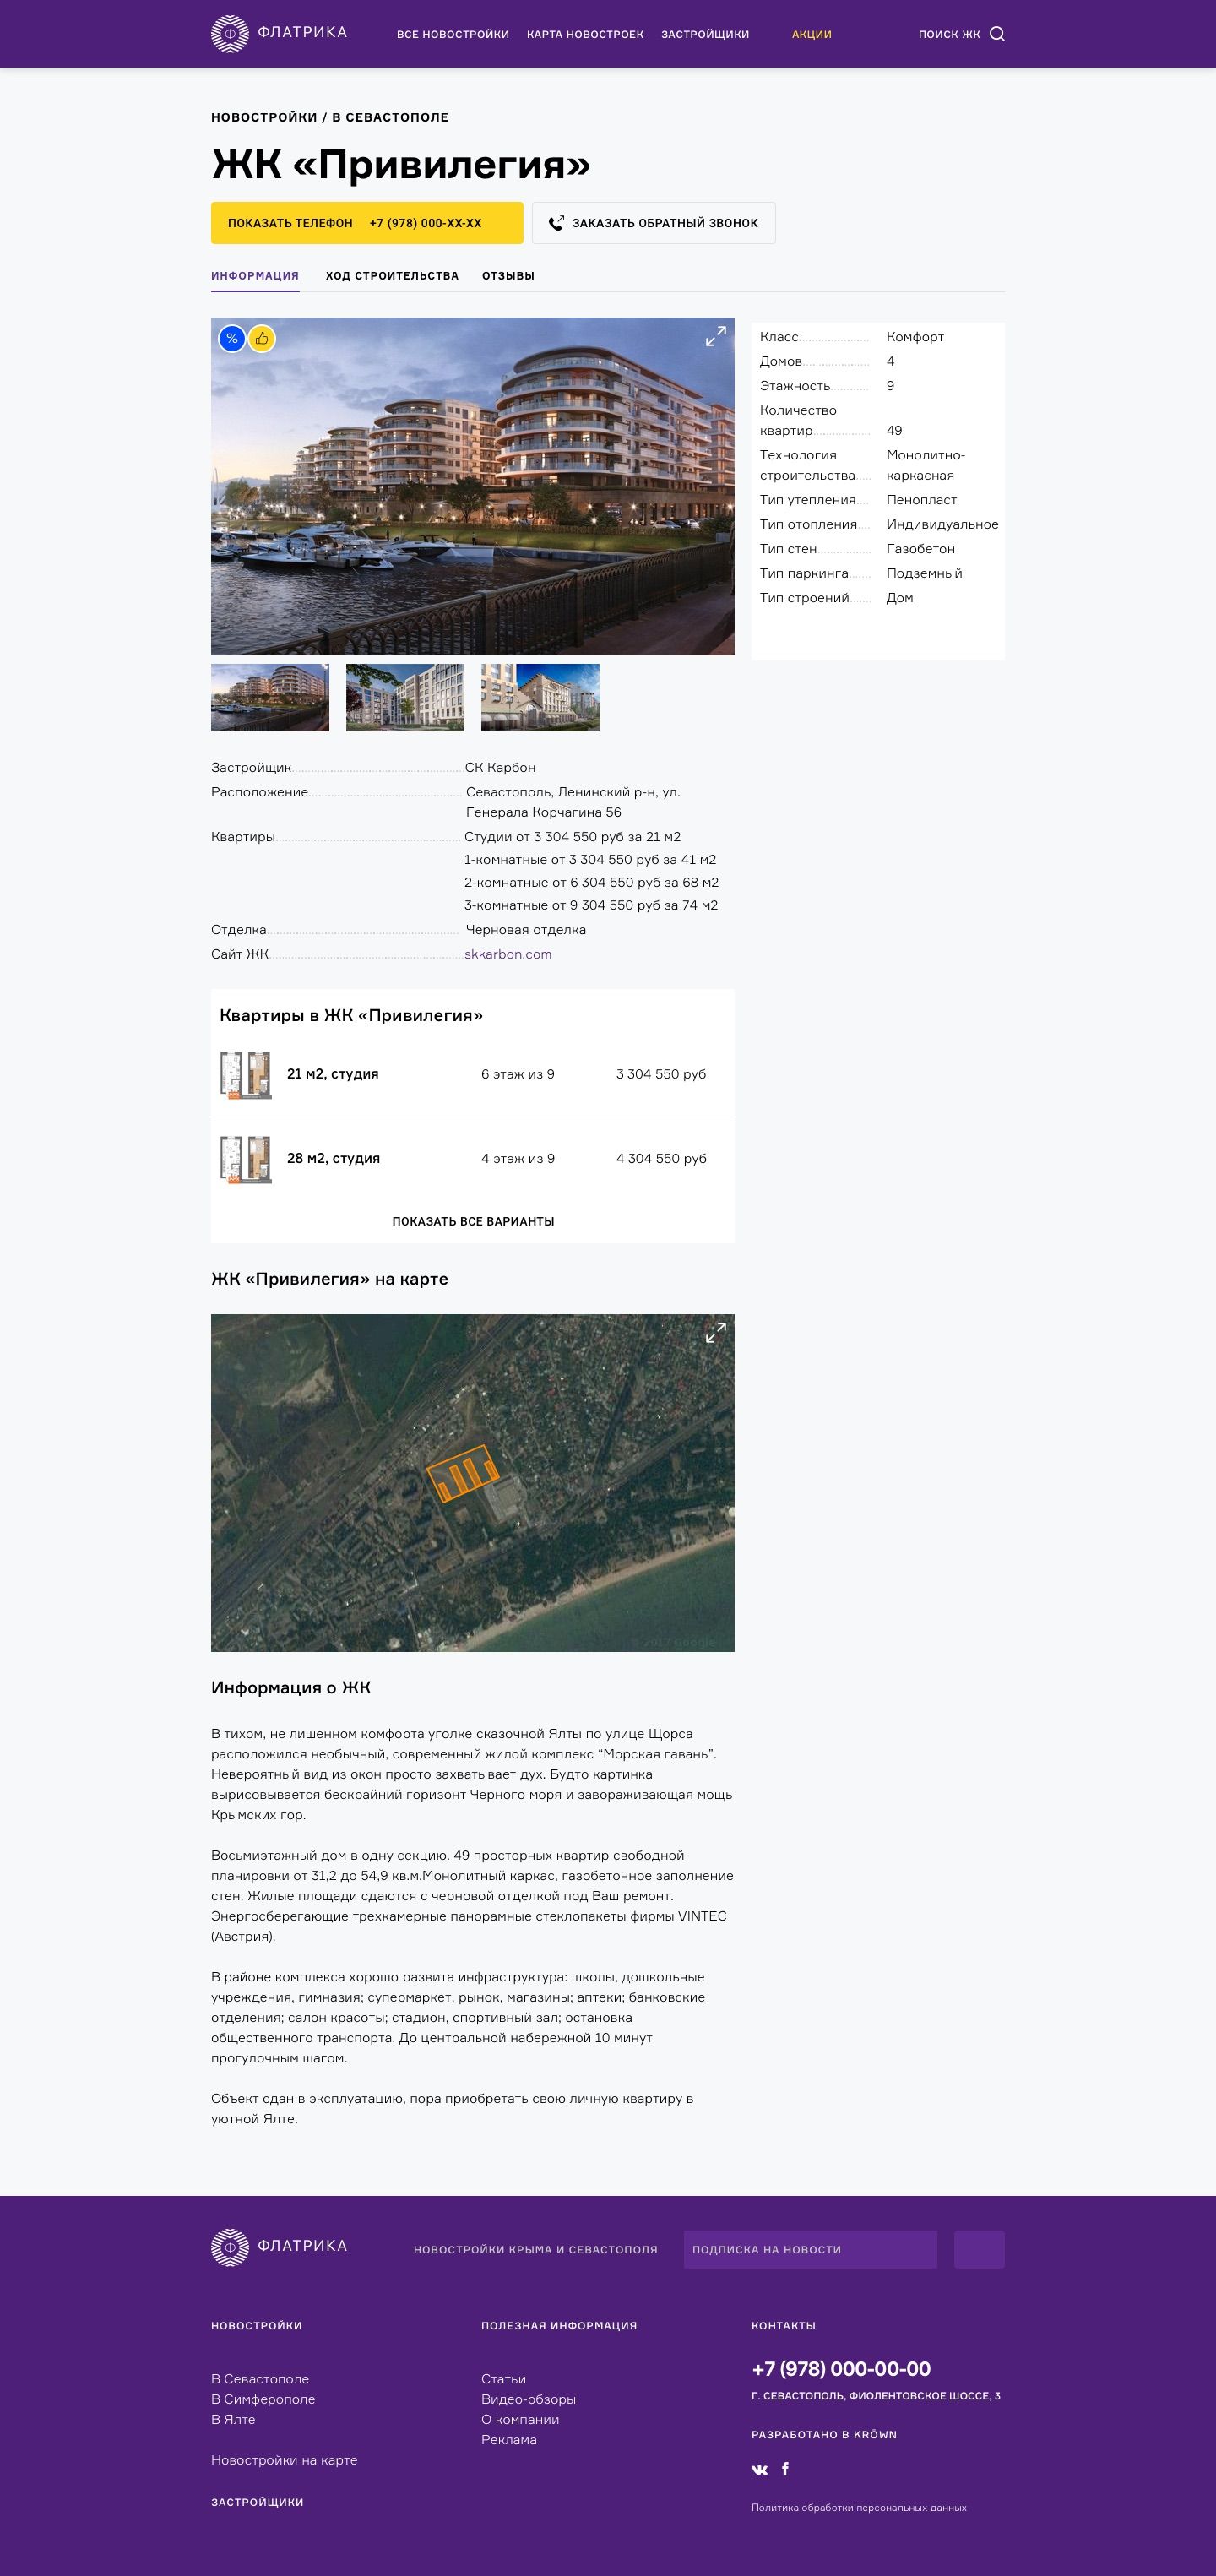 ФЛАТРИКА
ВСЕ НОВОСТРОЙКИ КАРТА НОВОСТРОЕК ЗАСТРОЙЩИКИ АКЦИИ ПОИСК ЖК
НОВОСТРОЙКИ / В СЕВАСТОПОЛЕ
ЖК «Привилегия»
ПОКАЗАТЬ ТЕЛЕФОН +7 (978) 000-XX-XX
ЗАКАЗАТЬ ОБРАТНЫЙ ЗВОНОК
ИНФОРМАЦИЯ ХОД СТРОИТЕЛЬСТВА ОТЗЫВЫ
%
Класс Комфорт
Домов 4
Этажность 9
Количество
квартир 49
Технология Монолитно-
строительства каркасная
Тип утепления Пенопласт
Тип отопления Индивидуальное
Тип стен Газобетон
Тип паркинга Подземный
Тип строений Дом
Застройщик СК Карбон
Расположение Севастополь, Ленинский р-н, ул.
Генерала Корчагина 56
Квартиры Студии от 3 304 550 руб за 21 м2
1-комнатные от 3 304 550 руб за 41 м2
2-комнатные от 6 304 550 руб за 68 м2
3-комнатные от 9 304 550 руб за 74 м2
Отделка Черновая отделка
Сайт ЖК skkarbon.com
Квартиры в ЖК «Привилегия»
21 м2, студия 6 этаж из 9 3 304 550 руб
28 м2, студия 4 этаж из 9 4 304 550 руб
ПОКАЗАТЬ ВСЕ ВАРИАНТЫ
ЖК «Привилегия» на карте
Информация о ЖК
В тихом, не лишенном комфорта уголке сказочной Ялты по улице Щорса
расположился необычный, современный жилой комплекс “Морская гавань”.
Невероятный вид из окон просто захватывает дух. Будто картинка
вырисовывается бескрайний горизонт Черного моря и завораживающая мощь
Крымских гор.
Восьмиэтажный дом в одну секцию. 49 просторных квартир свободной
планировки от 31,2 до 54,9 кв.м.Монолитный каркас, газобетонное заполнение
стен. Жилые площади сдаются с черновой отделкой под Ваш ремонт.
Энергосберегающие трехкамерные панорамные стеклопакеты фирмы VINTEC
(Австрия).
В районе комплекса хорошо развита инфраструктура: школы, дошкольные
учреждения, гимназия; супермаркет, рынок, магазины; аптеки; банковские
отделения; салон красоты; стадион, спортивный зал; остановка
общественного транспорта. До центральной набережной 10 минут
прогулочным шагом.
Объект сдан в эксплуатацию, пора приобретать свою личную квартиру в
уютной Ялте.
ФЛАТРИКА
НОВОСТРОЙКИ КРЫМА И СЕВАСТОПОЛЯ
ПОДПИСКА НА НОВОСТИ
НОВОСТРОЙКИ
В Севастополе
В Симферополе
В Ялте
Новостройки на карте
ЗАСТРОЙЩИКИ
ПОЛЕЗНАЯ ИНФОРМАЦИЯ
Статьи
Видео-обзоры
О компании
Реклама
КОНТАКТЫ
+7 (978) 000-00-00
Г. СЕВАСТОПОЛЬ, ФИОЛЕНТОВСКОЕ ШОССЕ, 3
РАЗРАБОТАНО В KRÖWN
Политика обработки персональных данных